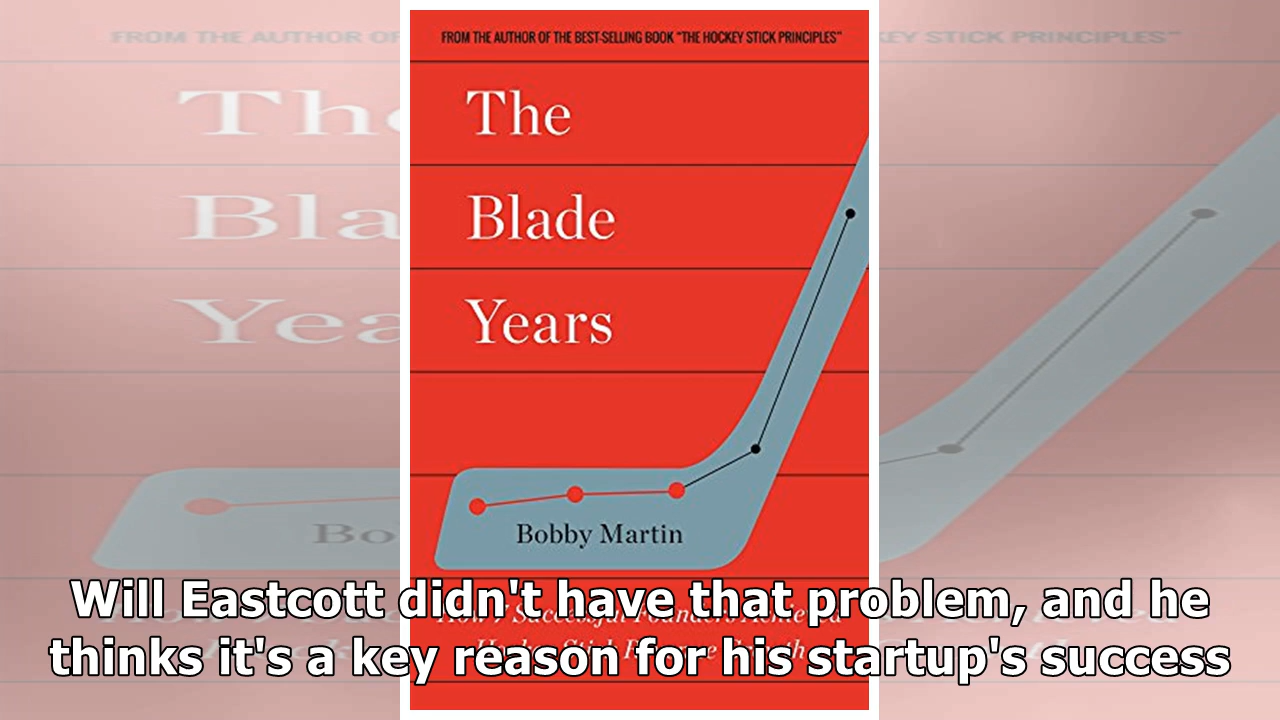 FROM THE AUTHOR OF THE BEST-SELLING BOOK "THE HOCKEY STICK PRINCIPLES"
The
Blade
Years
Bobby Martin
Will Eastcott didn't have that problem, and he
thinks it's a key reason for his startup's success